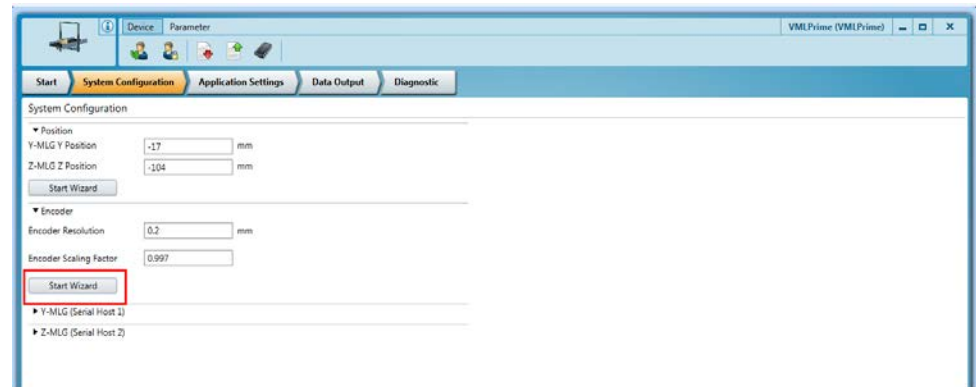 Device Parameter VMLPrime (VMLPrime)
Start System Configuration Application Settings Data Output Diagnostic
System Configuration
Position
Y-MLG Y Position -17 mm
Z-MLG Z Position -104 mm
Start Wizard
Encoder
Encoder Resolution 0.2 mm
Encoder Scaling Factor 0.997
Start Wizard
Y-MLG (Serial Host 1)
Z-MLG (Serial Host 2)